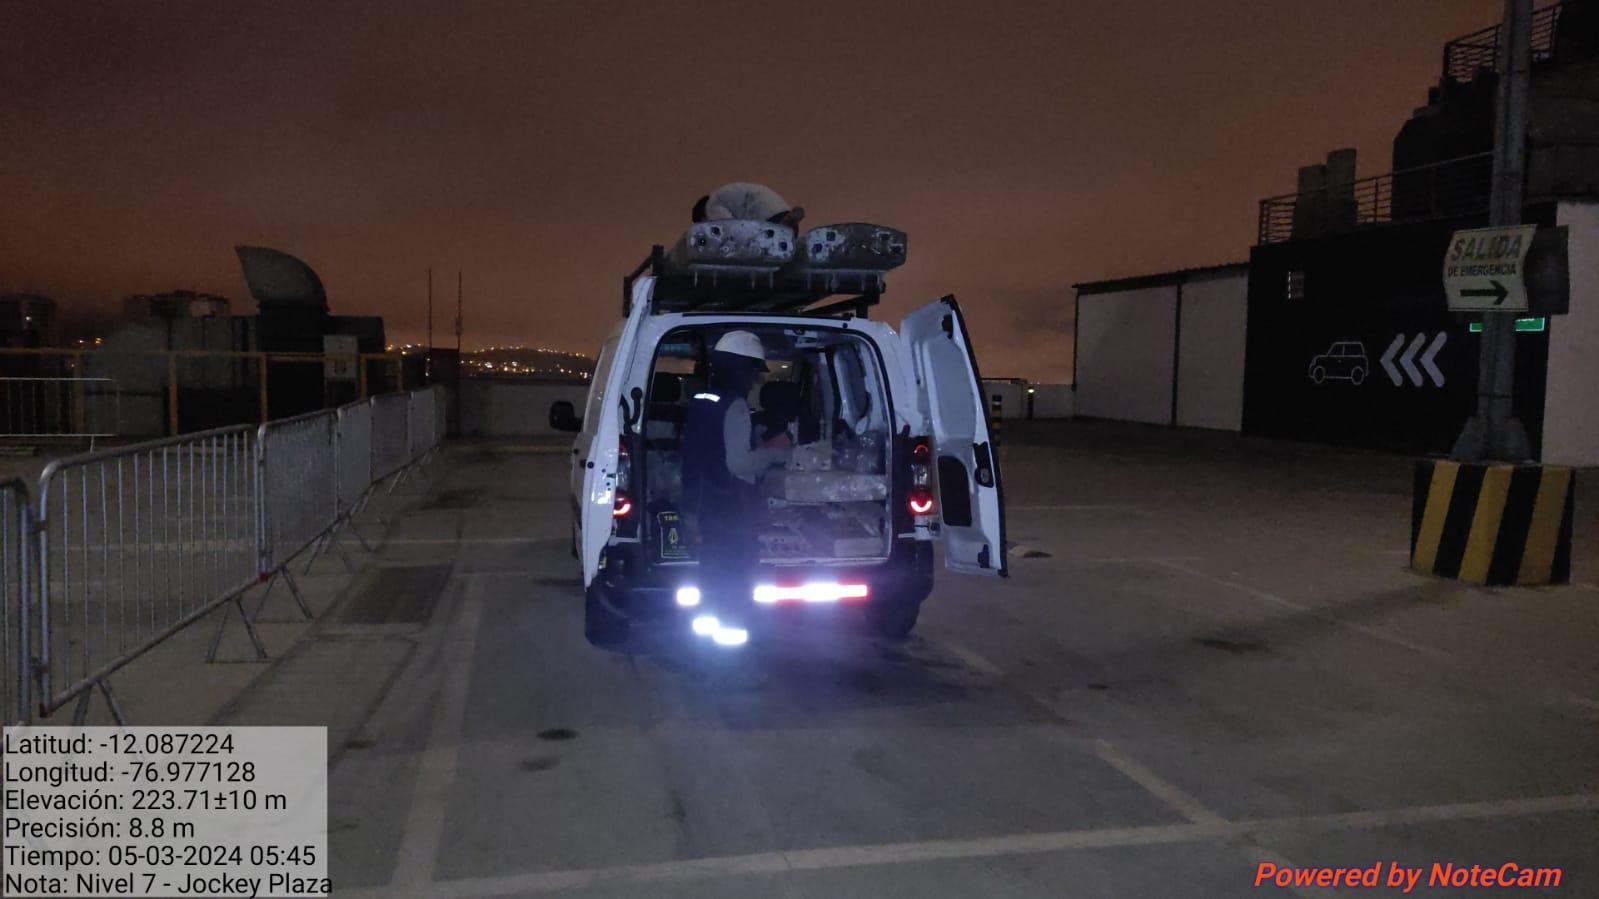 SALIDA
DE EMERGENCIA
Latitud: -12.087224
Longitud: -76.977128
Elevación: 223.71±10 m
Precisión: 8.8 m
Tiempo: 05-03-2024 05:45
Nota: Nivel 7 - Jockey Plaza
Powered by NoteCam